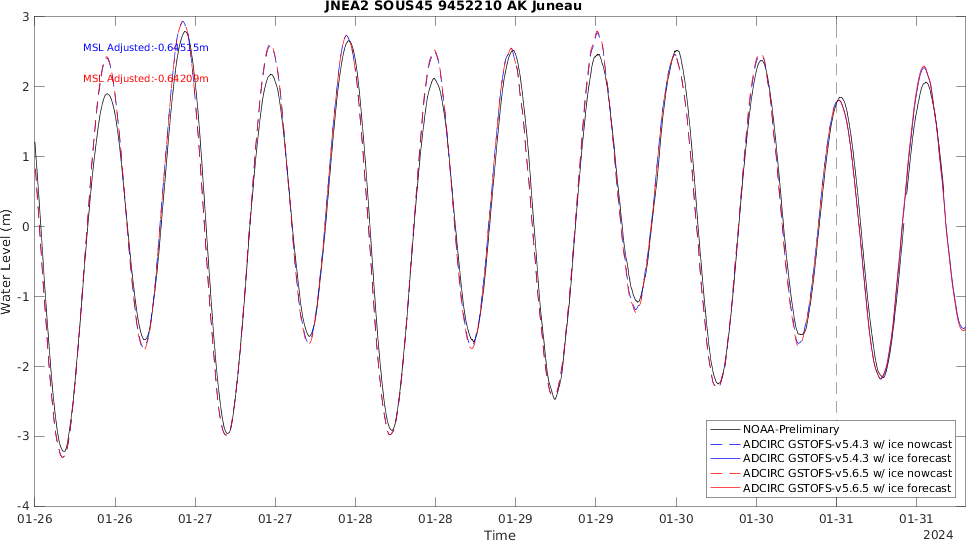 JNEA2 SOUS45 9452210 AK Juneau
MSL Adjusted:-0.64515m
MSL Adjusted:-0.64209m
Water Level (m)
3
2
1
0
-1
-2
-3
-4
NOAA-Preliminary
ADCIRC GSTOFS-v5.4.3 w/ ice nowcast
ADCIRC GSTOFS-v5.4.3 w/ ice forecast
ADCIRC GSTOFS-v5.6.5 w/ ice nowcast
ADCIRC GSTOFS-v5.6.5 w/ ice forecast
01-26 01-26 01-27 01-27 01-28 01-28 01-29 01-29 01-30 01-30 01-31 01-31
Time
2024